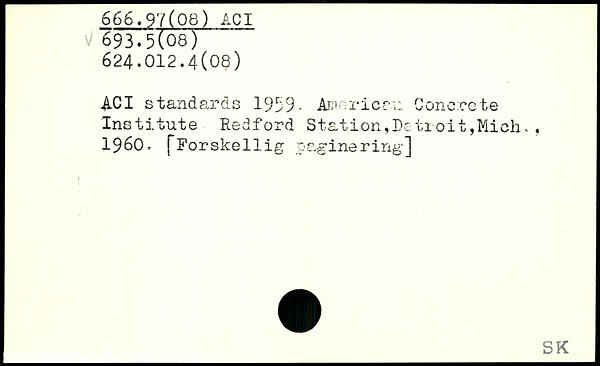 666.97(08) ACI
√ 693.5(08)
624.012.4(08)
ACI standards 1959. American Concrete
Institute Redford Station,Detroit,Mich.,
1960. [Forskellig paginering]
SK